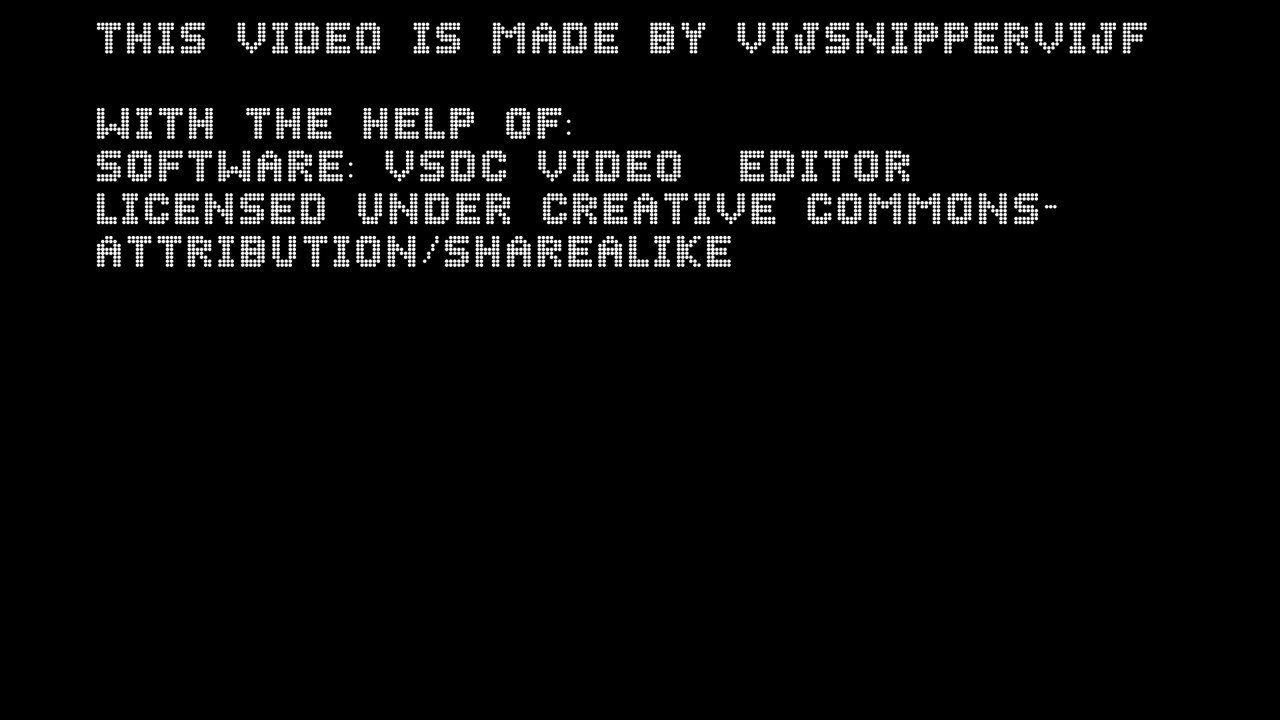 THIS VIDEO IS MADE BY VIJSNIPPERVIJF
WITH THE HELP OF:
SOFTWARE: VSDC VIDEO  EDITOR
LICENSED UNDER CREATIVE COMMONS-
ATTRIBUTION/SHAREALIKE